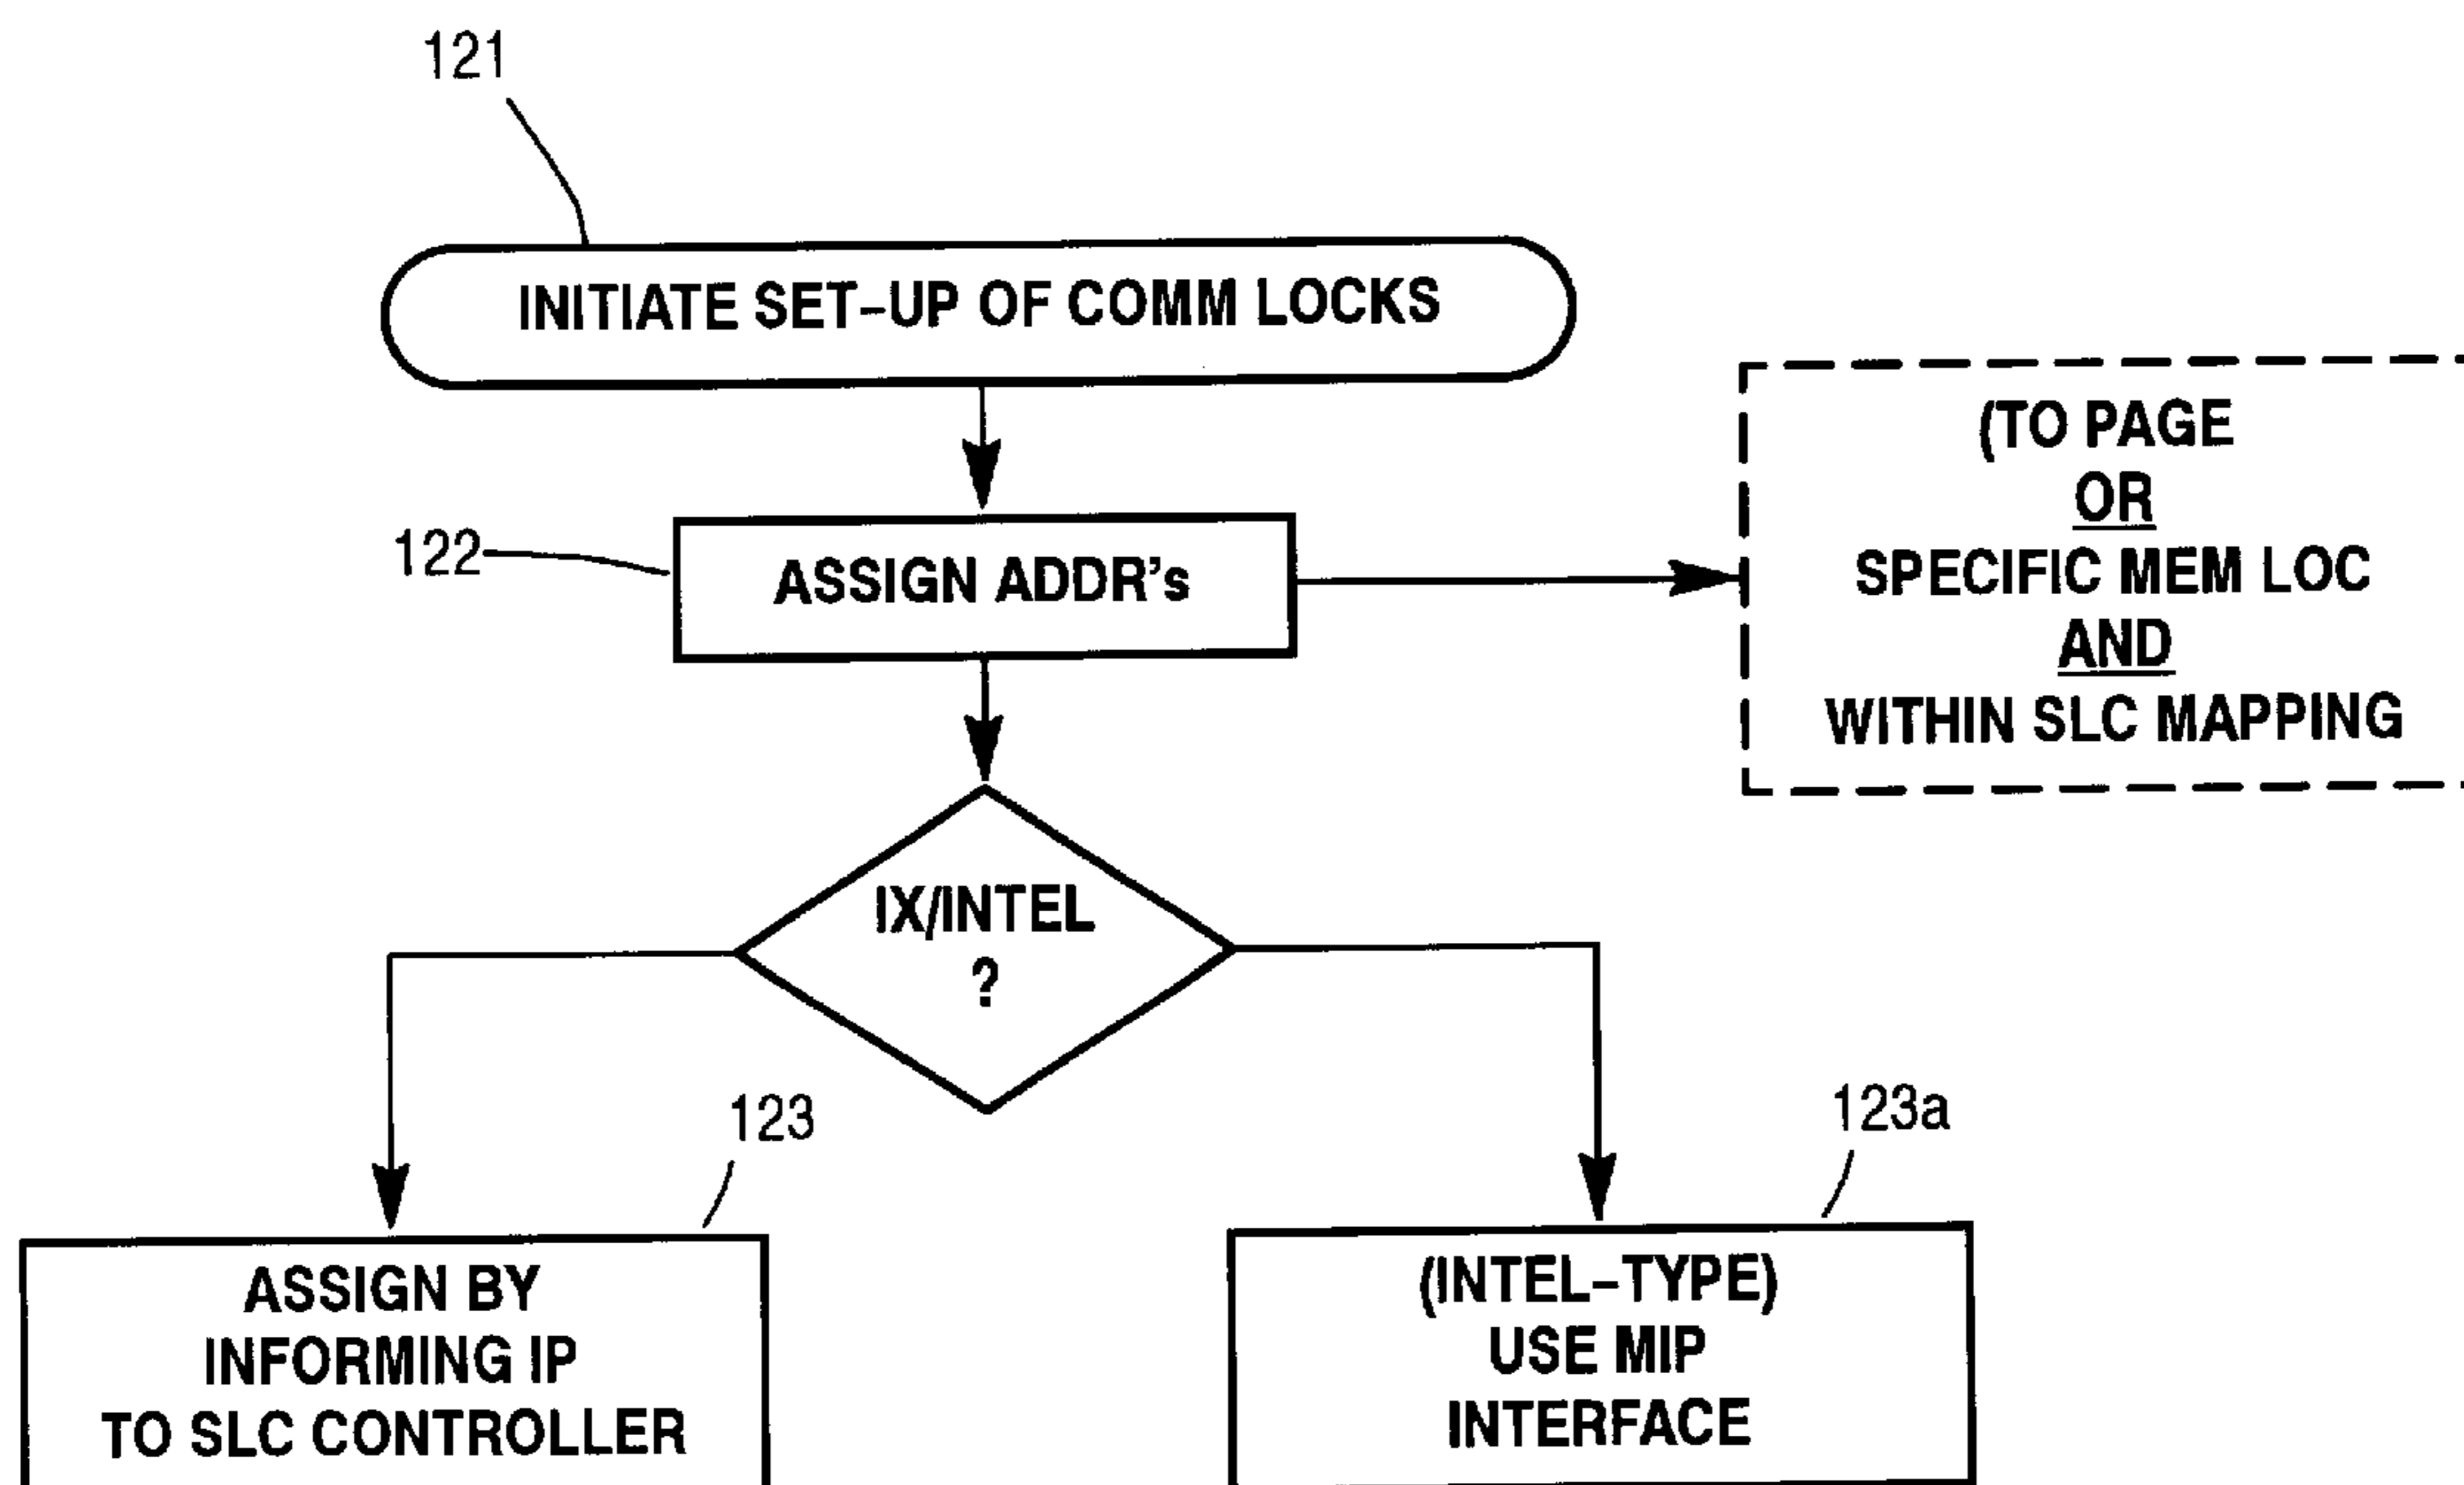 121
INITIATE SET-UP OF COMM LOCKS
122
ASSIGN ADDR's
(TO PAGE
OR
SPECIFIC MEM LOC
AND
WITHIN SLC MAPPING
IX/INTEL
?
123
ASSIGN BY
INFORMING IP
TO SLC CONTROLLER
123a
(INTEL-TYPE)
USE MIP
INTERFACE